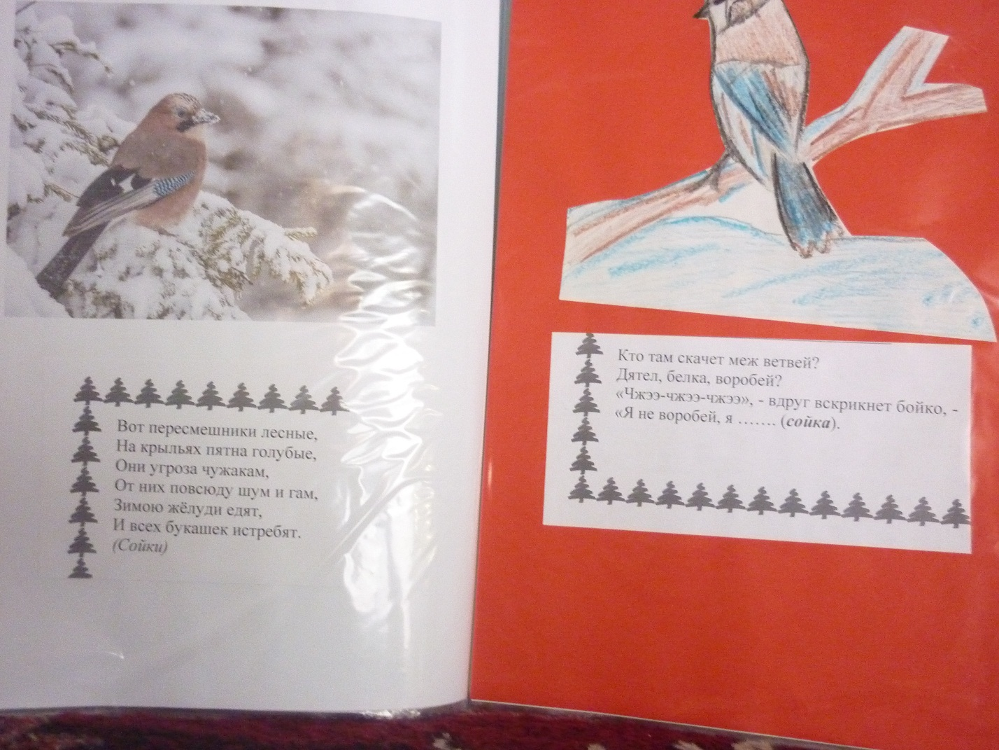 Вот пересмешники лесные,
На крыльях пятна голубые,
Они угроза чужакам,
От них повсюду шум и гам,
Зимою жёлуди едят,
И всех букашек истребят.
(Сойки)
Кто там скачет меж ветвей?
Дятел, белка, воробей?
«Чжээ-чжээ-чжээ», - вдруг вскрикнет бойко, -
«Я не воробей, я ....... (сойка).